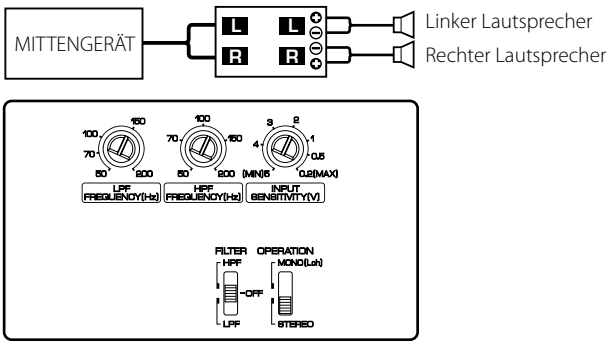 L L + Linker Lautsprecher
MITTENGERÄT
R R + Rechter Lautsprecher
150 100 3 2
100 70 150 4 1
70 0.5
50 200 50 200 (MIN)5 0.2(MAX)
LPF HPF INPUT
FREQUENCY(Hz) FREQUENCY(Hz) SENSITIVITY(V)
FILTER OPERATION
HPF MONO(Lch)
OFF
LPF STEREO